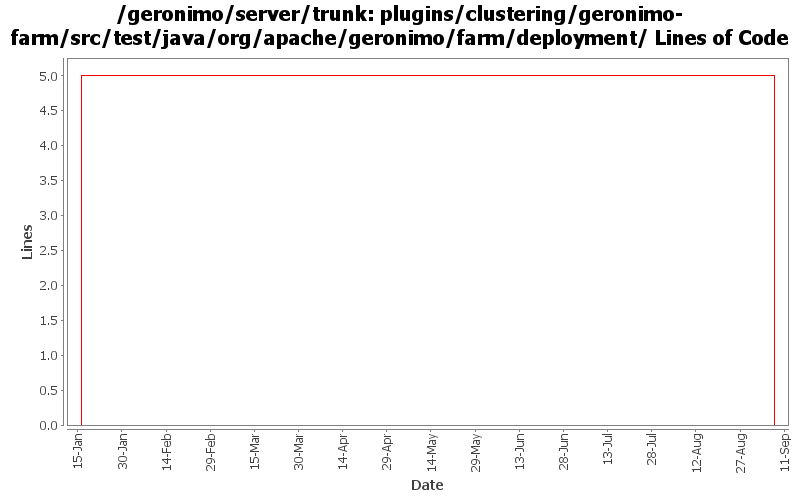 /geronimo/server/trunk: plugins/clustering/geronimo-
farm/src/test/java/org/apache/geronimo/farm/deployment/ Lines of Code
5.0
4.5
4.0
3.5
3.0
2.5
2.0
1.5
1.0
0.5
0.0
Lines
15-Jan
30-Jan
14-Feb
29-Feb
15-Mar
30-Mar
14-Apr
29-Apr
14-May
29-May
13-Jun
28-Jun
13-Jul
28-Jul
12-Aug
27-Aug
11-Sep
Date